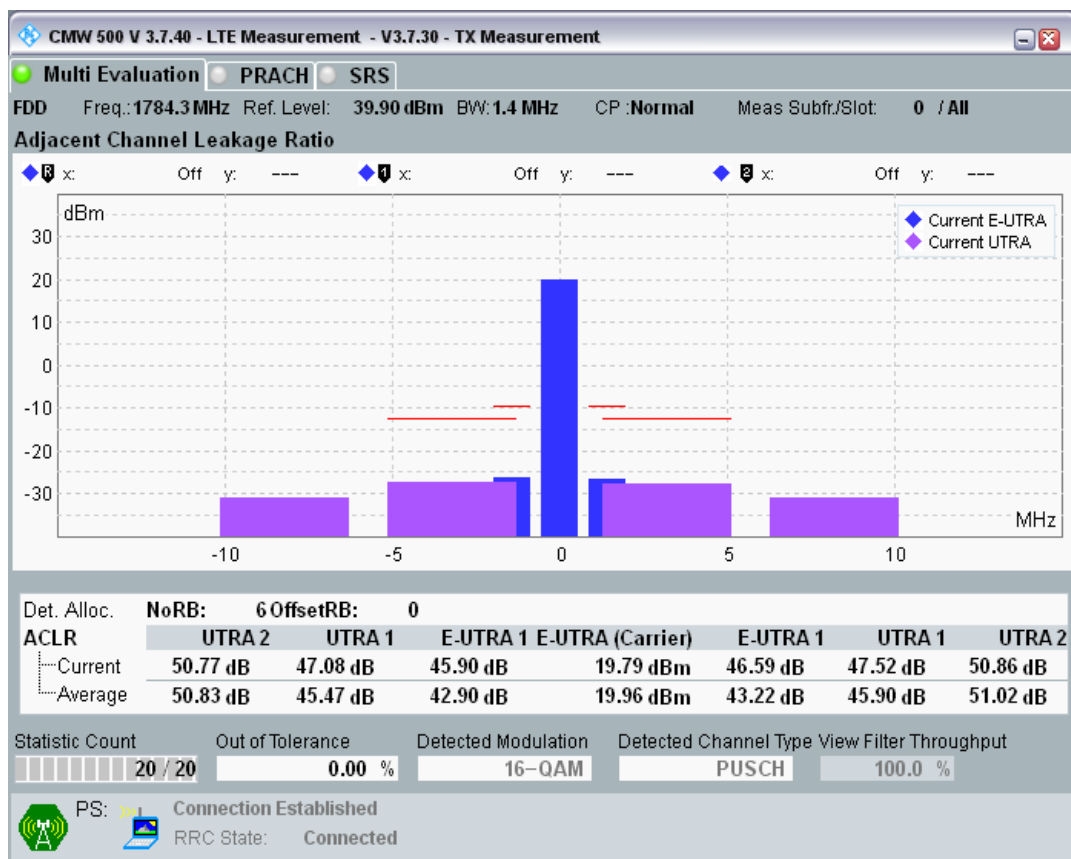 CMW 500 V 3.7.40 - LTE Measurement - V3.7.30 - TX Measurement
Multi Evaluation PRACH SRS
FDD Freq.: 1784.3 MHz Ref. Level: 39.90 dBm BW: 1.4 MHz CP :Normal Meas Subfr./Slot: 0 / All
Adjacent Channel Leakage Ratio
R x: Off y: --- 1 x: Off y: --- 2 x: Off y: ---
dBm
Current E-UTRA
Current UTRA
30
20
10
0
-10
-20
-30
MHz
-10 -5 0 5 10
Det. Alloc. NoRB: 6 OffsetRB: 0
ACLR UTRA 2 UTRA 1 E-UTRA 1 E-UTRA (Carrier) E-UTRA 1 UTRA 1 UTRA 2
Current 50.77 dB 47.08 dB 45.90 dB 19.79 dBm 46.59 dB 47.52 dB 50.86 dB
Average 50.83 dB 45.47 dB 42.90 dB 19.96 dBm 43.22 dB 45.90 dB 51.02 dB
Statistic Count Out of Tolerance Detected Modulation Detected Channel Type View Filter Throughput
20 / 20 0.00 % 16-QAM PUSCH 100.0 %
PS: Connection Established
RRC State: Connected